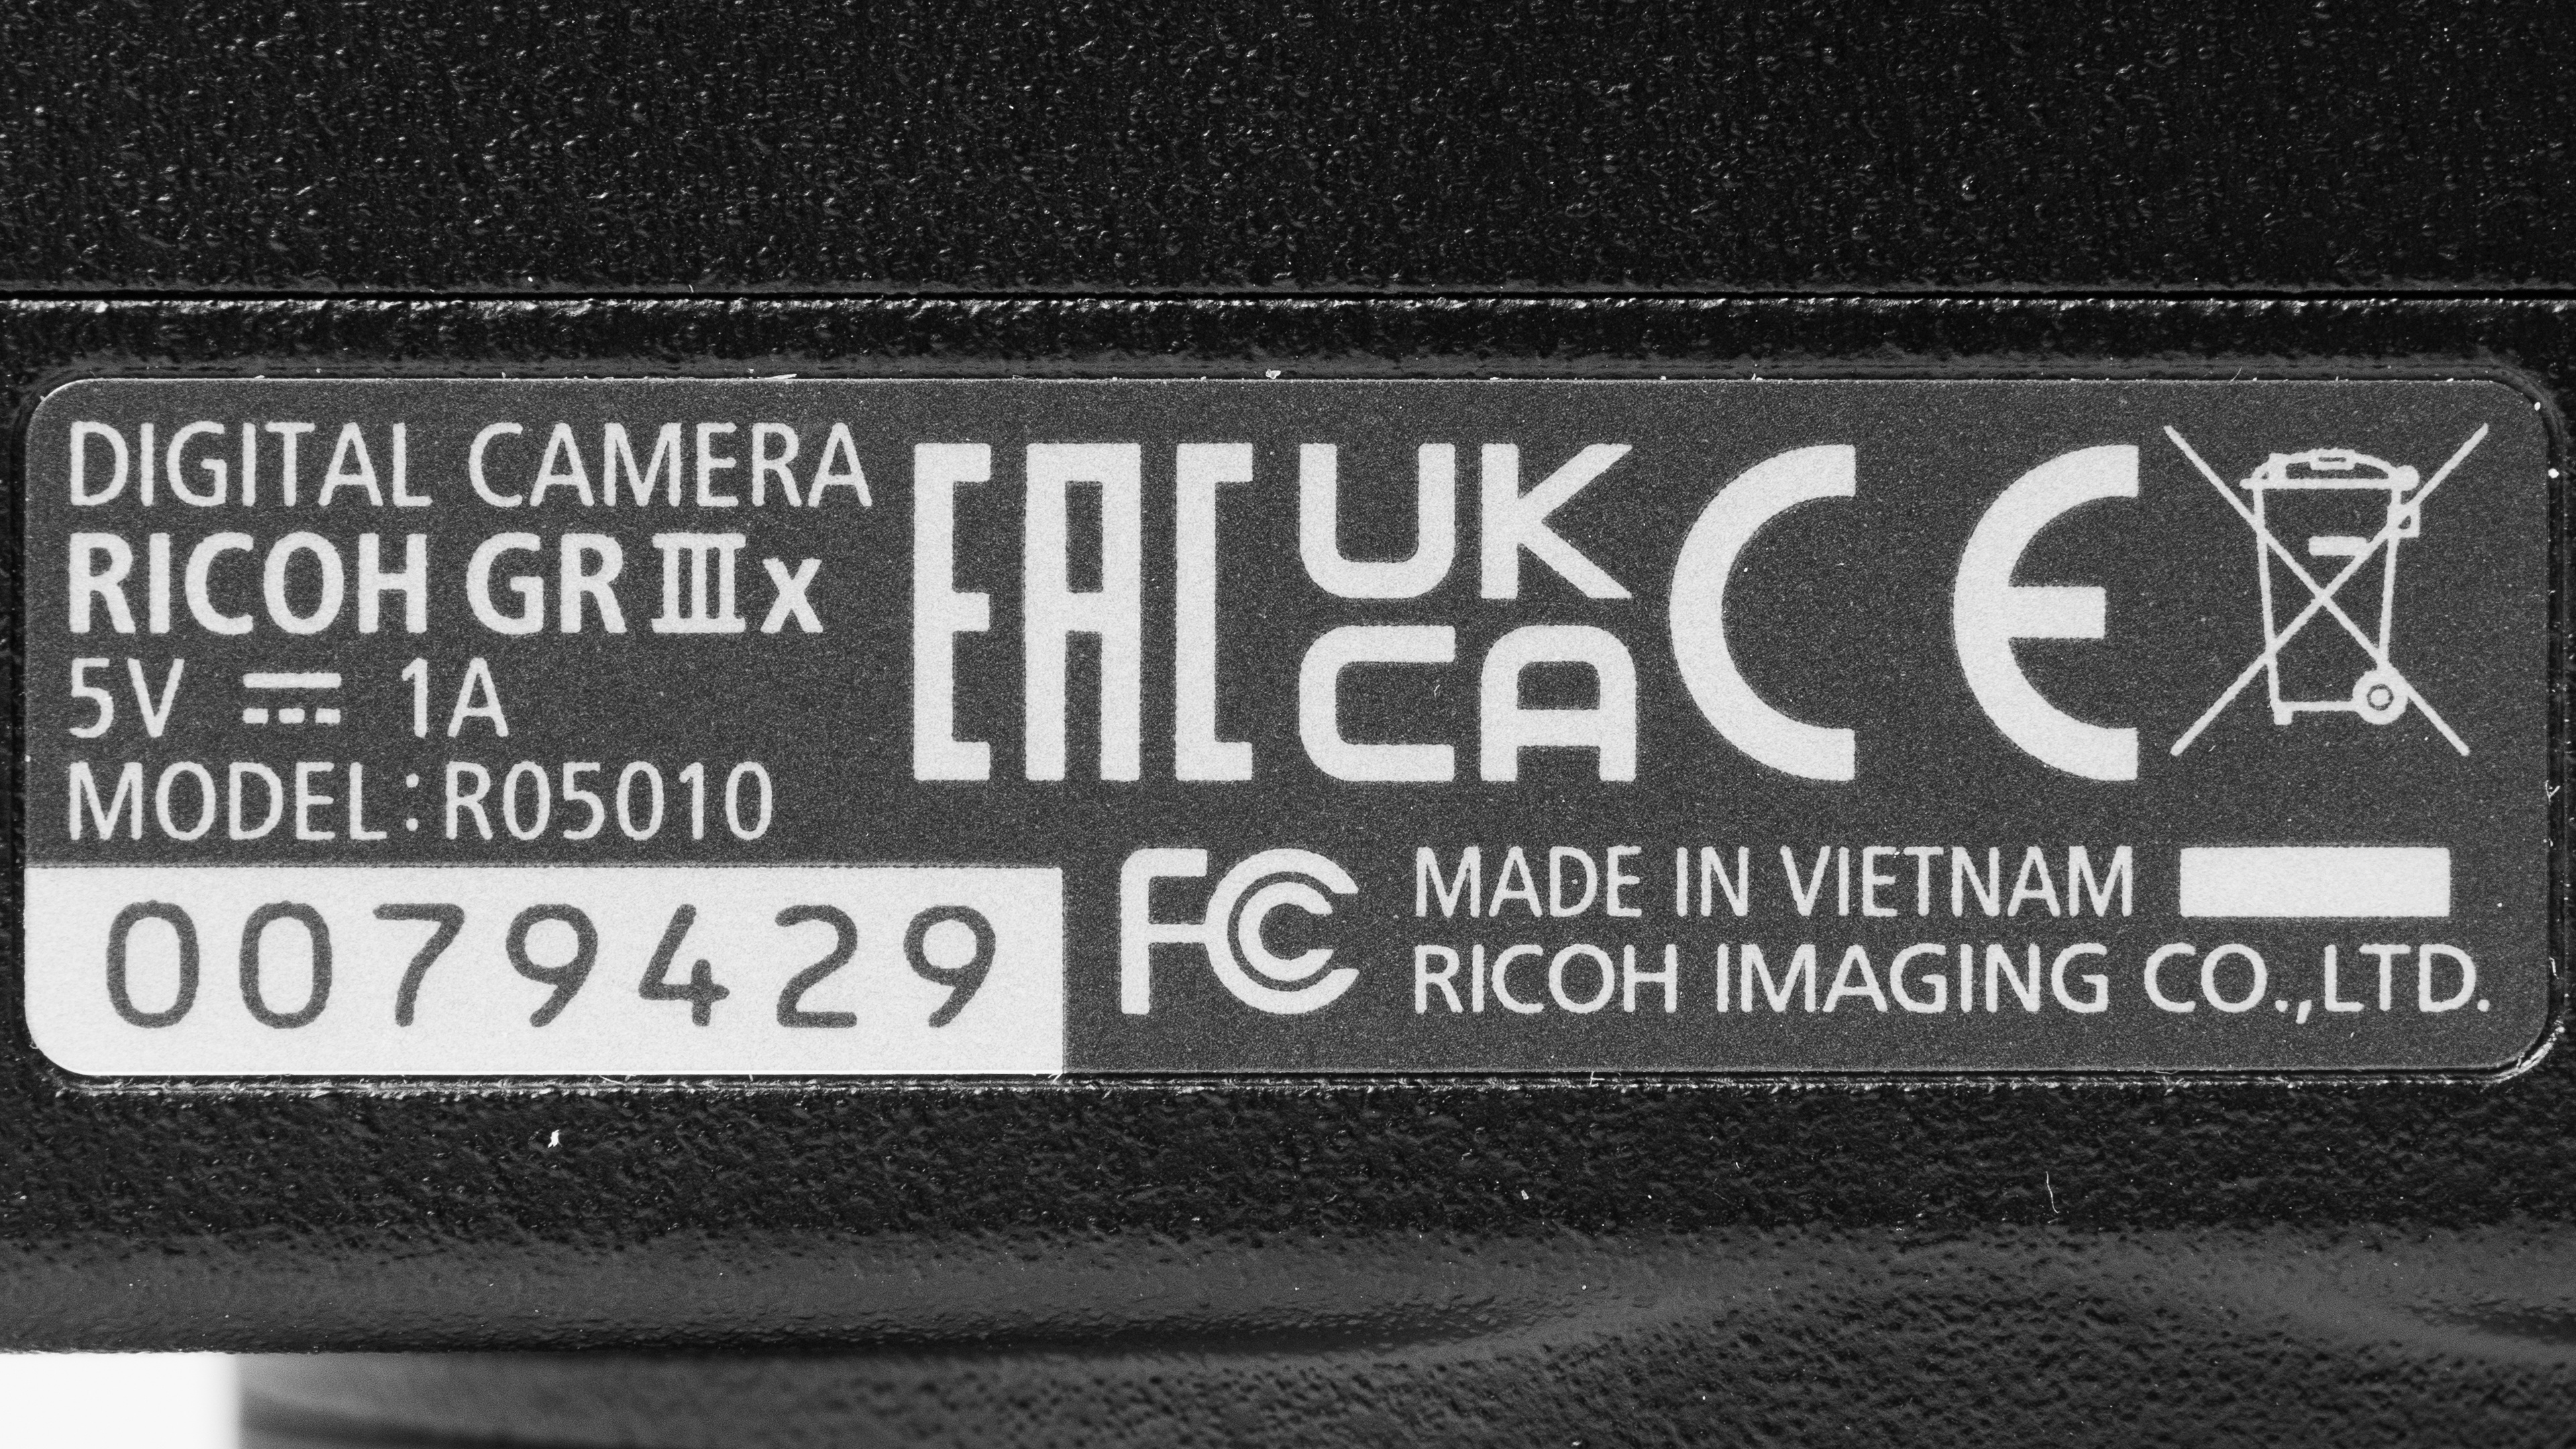 DIGITAL CAMERA
RICOH GR IIIx
5V ⎓ 1A
MODEL:R05010
0079429
EAC
UK
CA
CE
FC
MADE IN VIETNAM
RICOH IMAGING CO.,LTD.